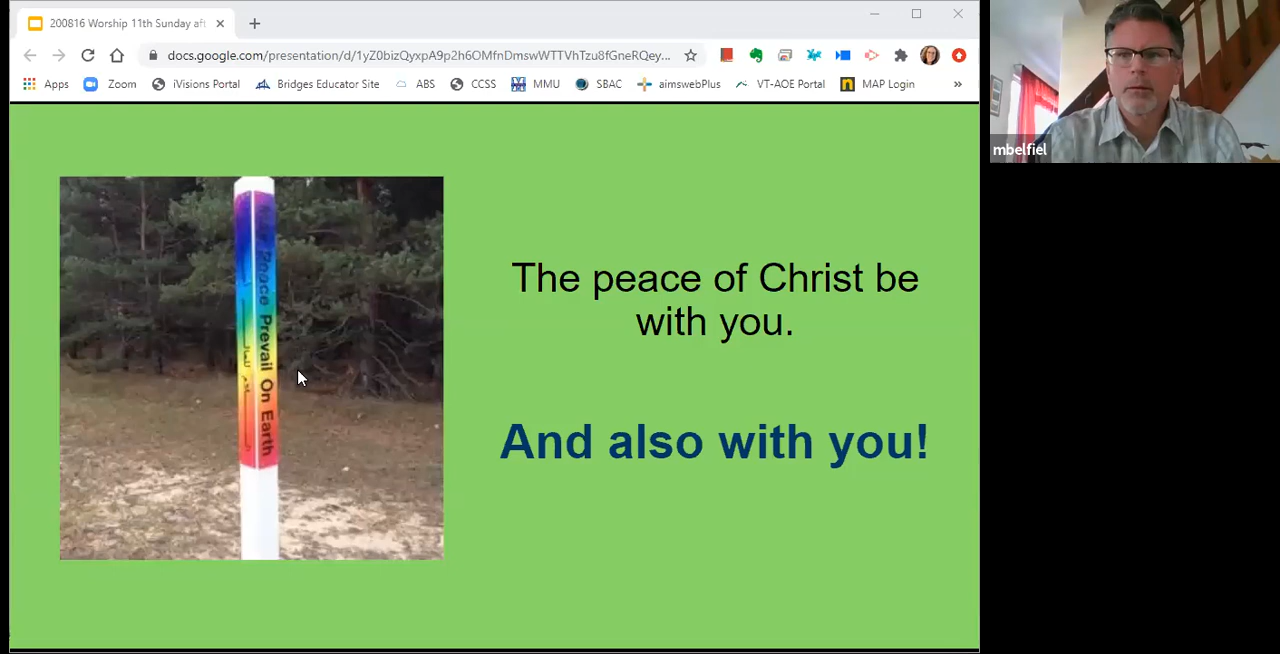 200816 Worship 11th Sunday aft
docs.google.com/presentation/d/1yZ0bizQyxpA9p2h6OMfnDmswWTTVhTzu8fGneRQey...
Apps
Zoom
iVisions Portal
Bridges Educator Site
ABS
CCSS
MMU
SBAC
aimswebPlus
VT-AOE Portal
MAP Login
mbelfiel
May Peace Prevail On Earth
The peace of Christ be
with you.
And also with you!